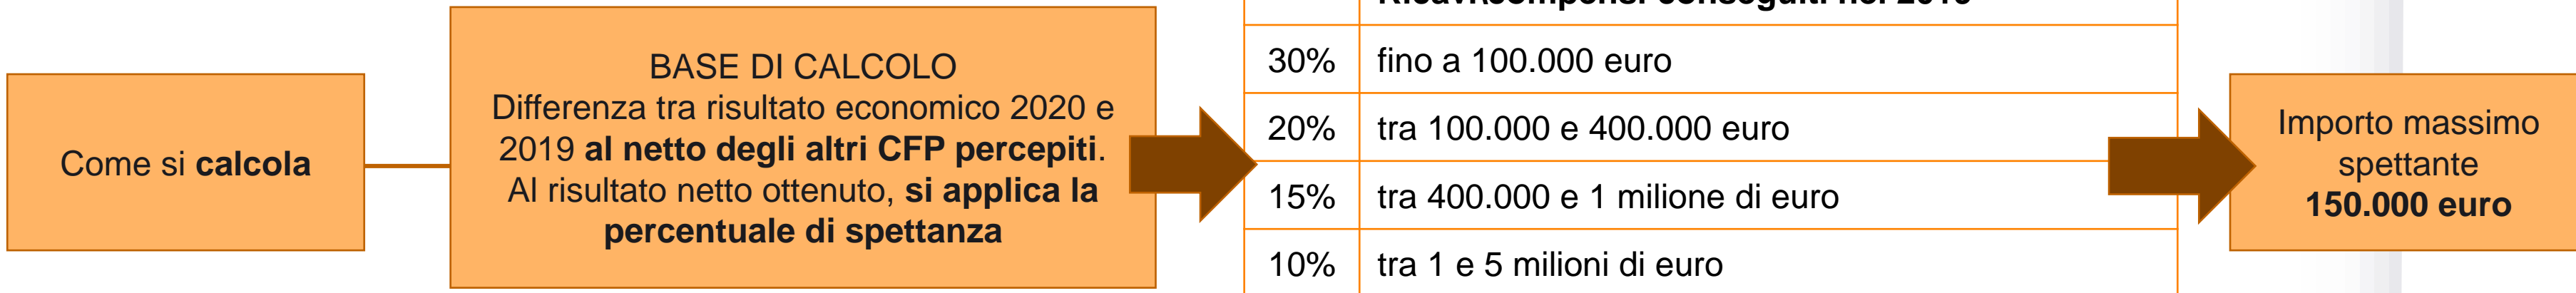 Come si calcola
BASE DI CALCOLO
Differenza tra risultato economico 2020 e
2019 al netto degli altri CFP percepiti.
Al risultato netto ottenuto, si applica la
percentuale di spettanza
30% fino a 100.000 euro
20% tra 100.000 e 400.000 euro
15% tra 400.000 e 1 milione di euro
10% tra 1 e 5 milioni di euro
Importo massimo
spettante
150.000 euro